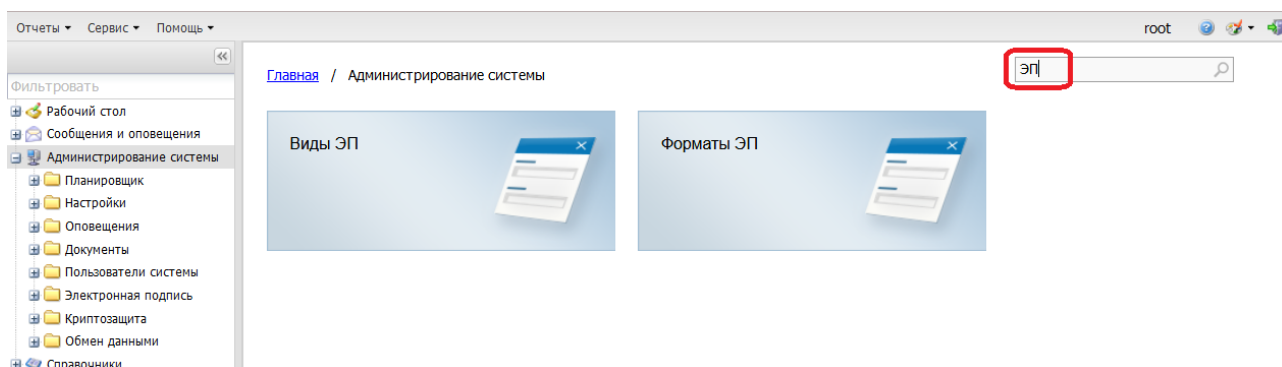 Отчеты Сервис Помощь root
Главная / Администрирование системы
ЭП
Фильтровать
Рабочий стол
Сообщения и оповещения
Администрирование системы
Планировщик
Настройки
Оповещения
Документы
Пользователи системы
Электронная подпись
Криптозащита
Обмен данными
Справочники
Виды ЭП
Форматы ЭП